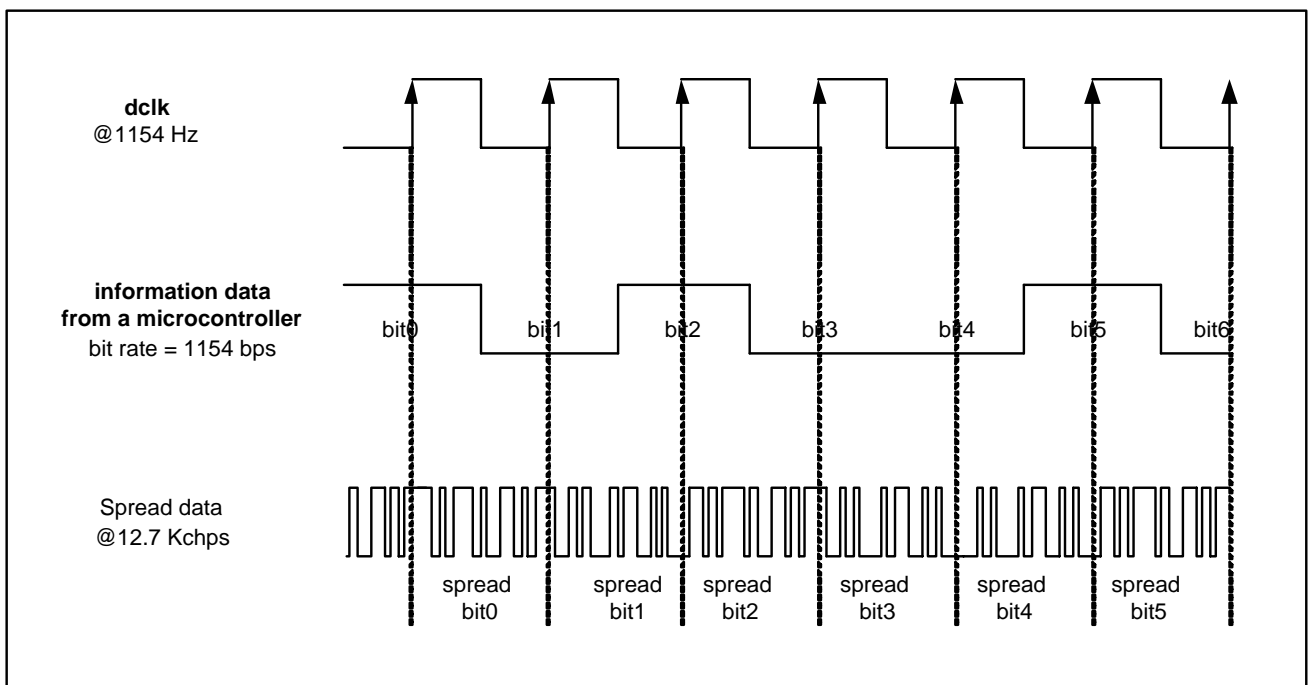 dclk
@1154 Hz
information data
from a microcontroller
bit rate = 1154 bps
bit0 bit1 bit2 bit3 bit4 bit5 bit6
Spread data
@12.7 Kchps
spread bit0
spread bit1
spread bit2
spread bit3
spread bit4
spread bit5